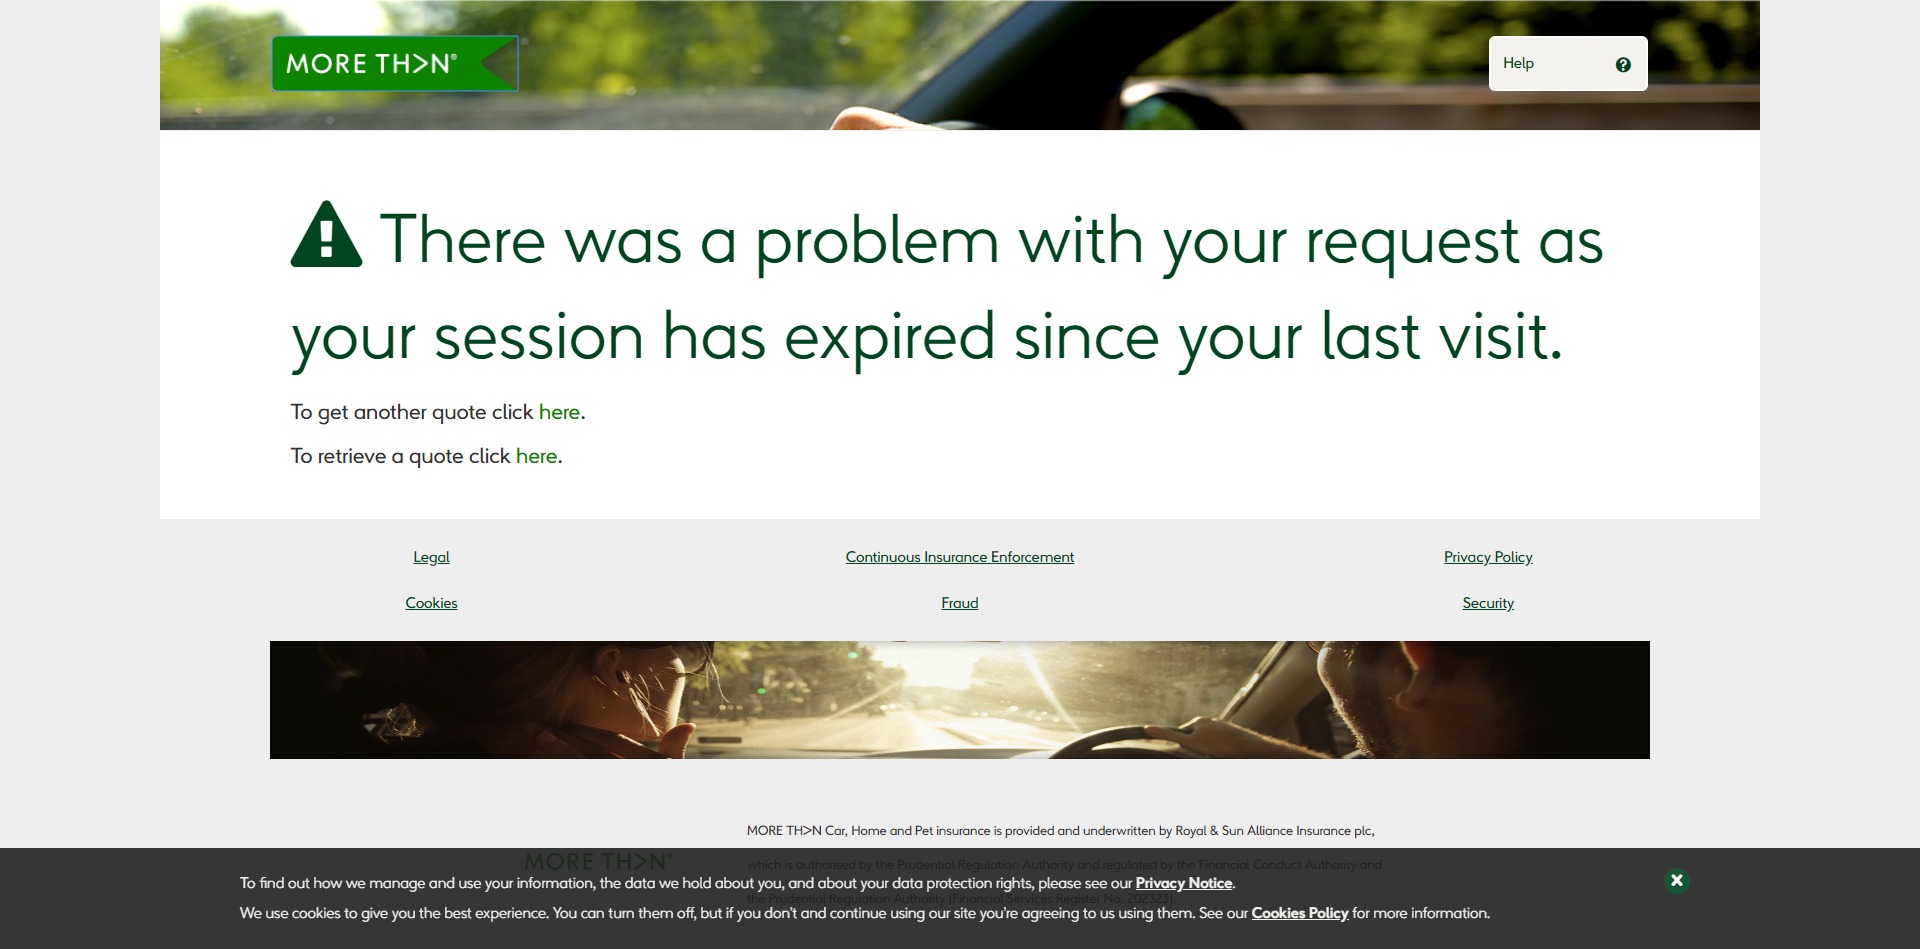 MORE TH>N®
Help
There was a problem with your request as
your session has expired since your last visit.
To get another quote click here.
To retrieve a quote click here.
Legal
Continuous Insurance Enforcement
Privacy Policy
Cookies
Fraud
Security
MORE TH>N Car, Home and Pet insurance is provided and underwritten by Royal & Sun Alliance Insurance plc,
MORE TH>N®
which is authorised by the Prudential Regulation Authority and regulated by the Financial Conduct Authority and
To find out how we manage and use your information, the data we hold about you, and about your data protection rights, please see our Privacy Notice.
the Prudential Regulation Authority (Financial Services Register No. 202323).
We use cookies to give you the best experience. You can turn them off, but if you don't and continue using our site you're agreeing to us using them. See our Cookies Policy for more information.